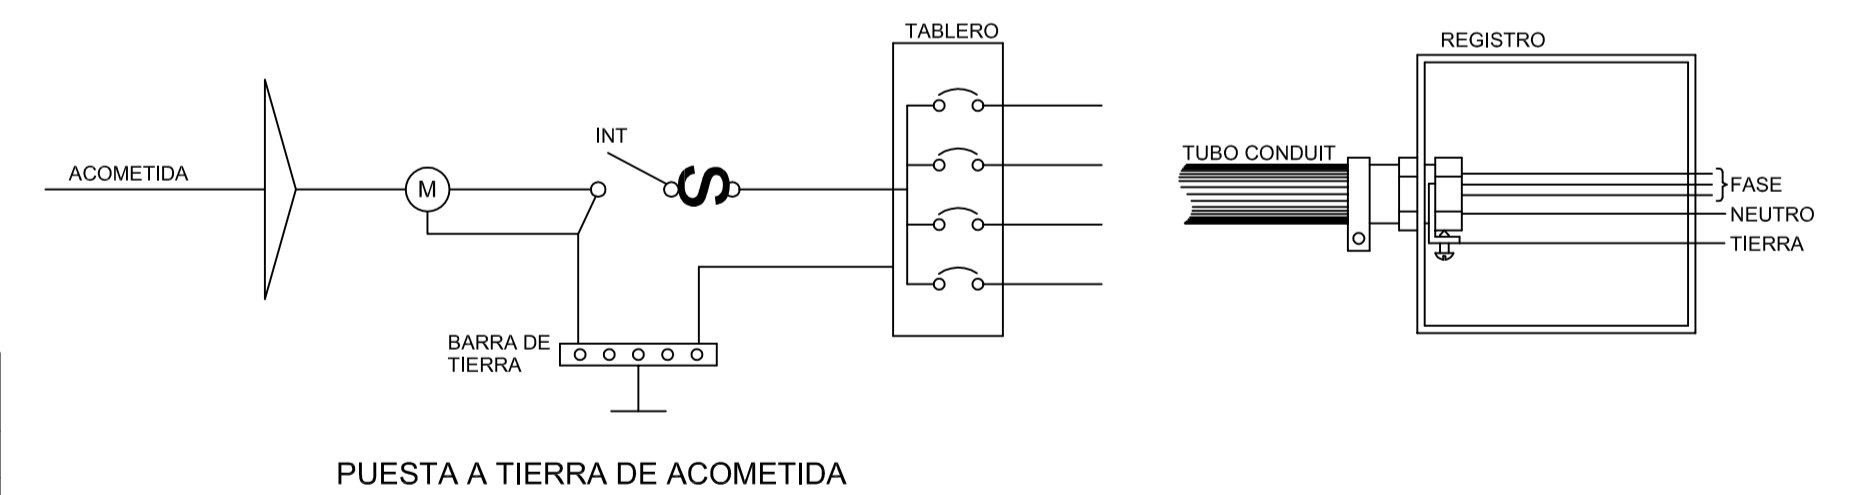 TABLERO
REGISTRO
INT
ACOMETIDA
M
S
TUBO CONDUIT
FASE
NEUTRO
TIERRA
BARRA DE
TIERRA
PUESTA A TIERRA DE ACOMETIDA